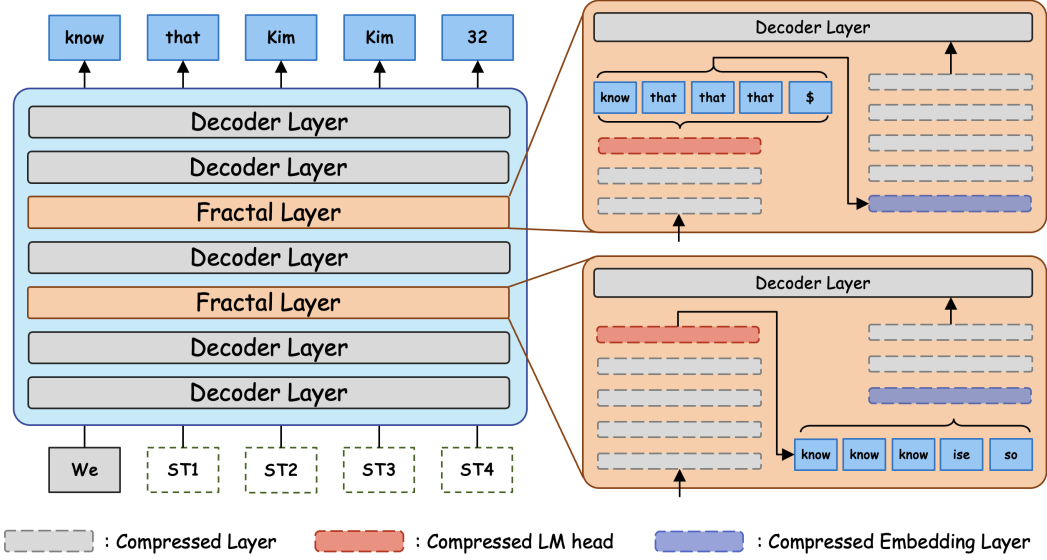 know that Kim Kim 32
Decoder Layer
Decoder Layer
Fractal Layer
Decoder Layer
Fractal Layer
Decoder Layer
Decoder Layer
We ST1 ST2 ST3 ST4
Decoder Layer
know that that that $
Decoder Layer
know know know ise so
: Compressed Layer : Compressed LM head : Compressed Embedding Layer